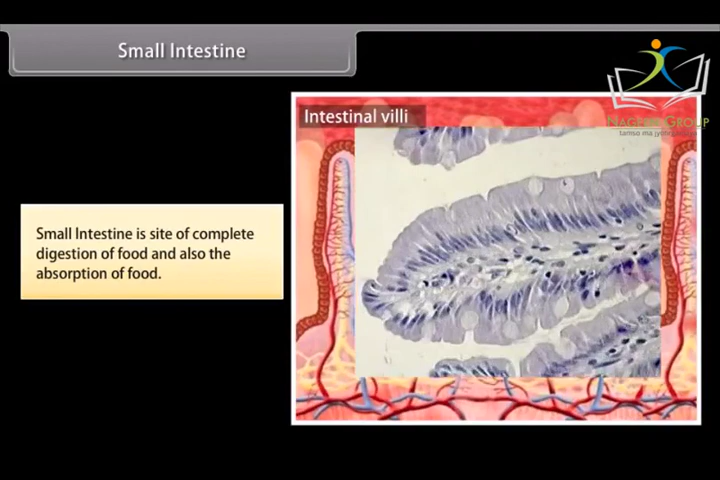 Small Intestine
Intestinal villi
Small Intestine is site of complete
digestion of food and also the
absorption of food.